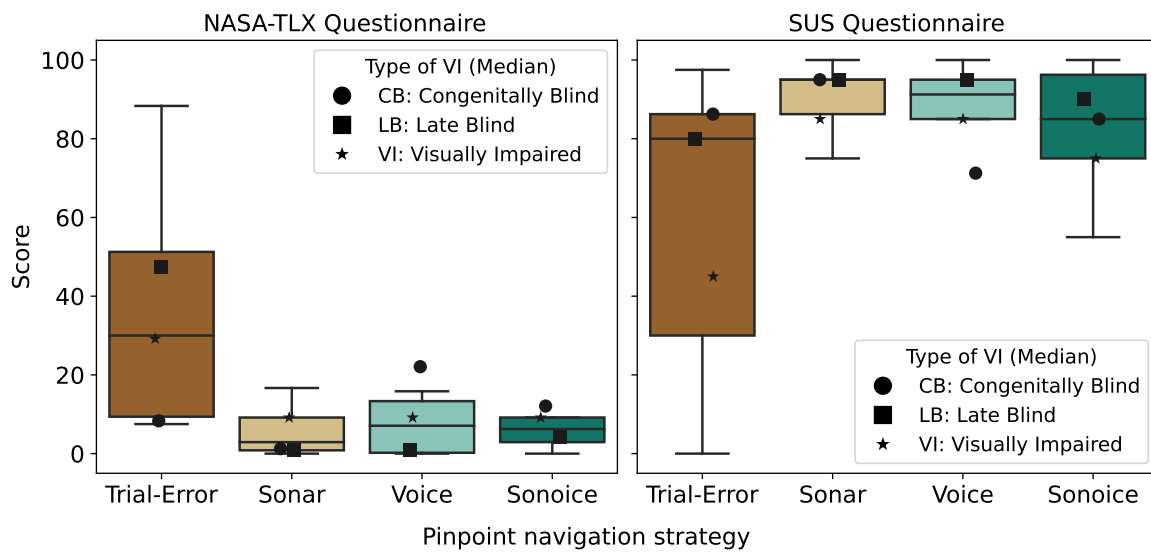 NASA-TLX Questionnaire
SUS Questionnaire
Score
100
80
60
40
20
0
Type of VI (Median)
CB: Congenitally Blind
LB: Late Blind
VI: Visually Impaired
Type of VI (Median)
CB: Congenitally Blind
LB: Late Blind
VI: Visually Impaired
Trial-Error Sonar Voice Sonoice
Trial-Error Sonar Voice Sonoice
Pinpoint navigation strategy